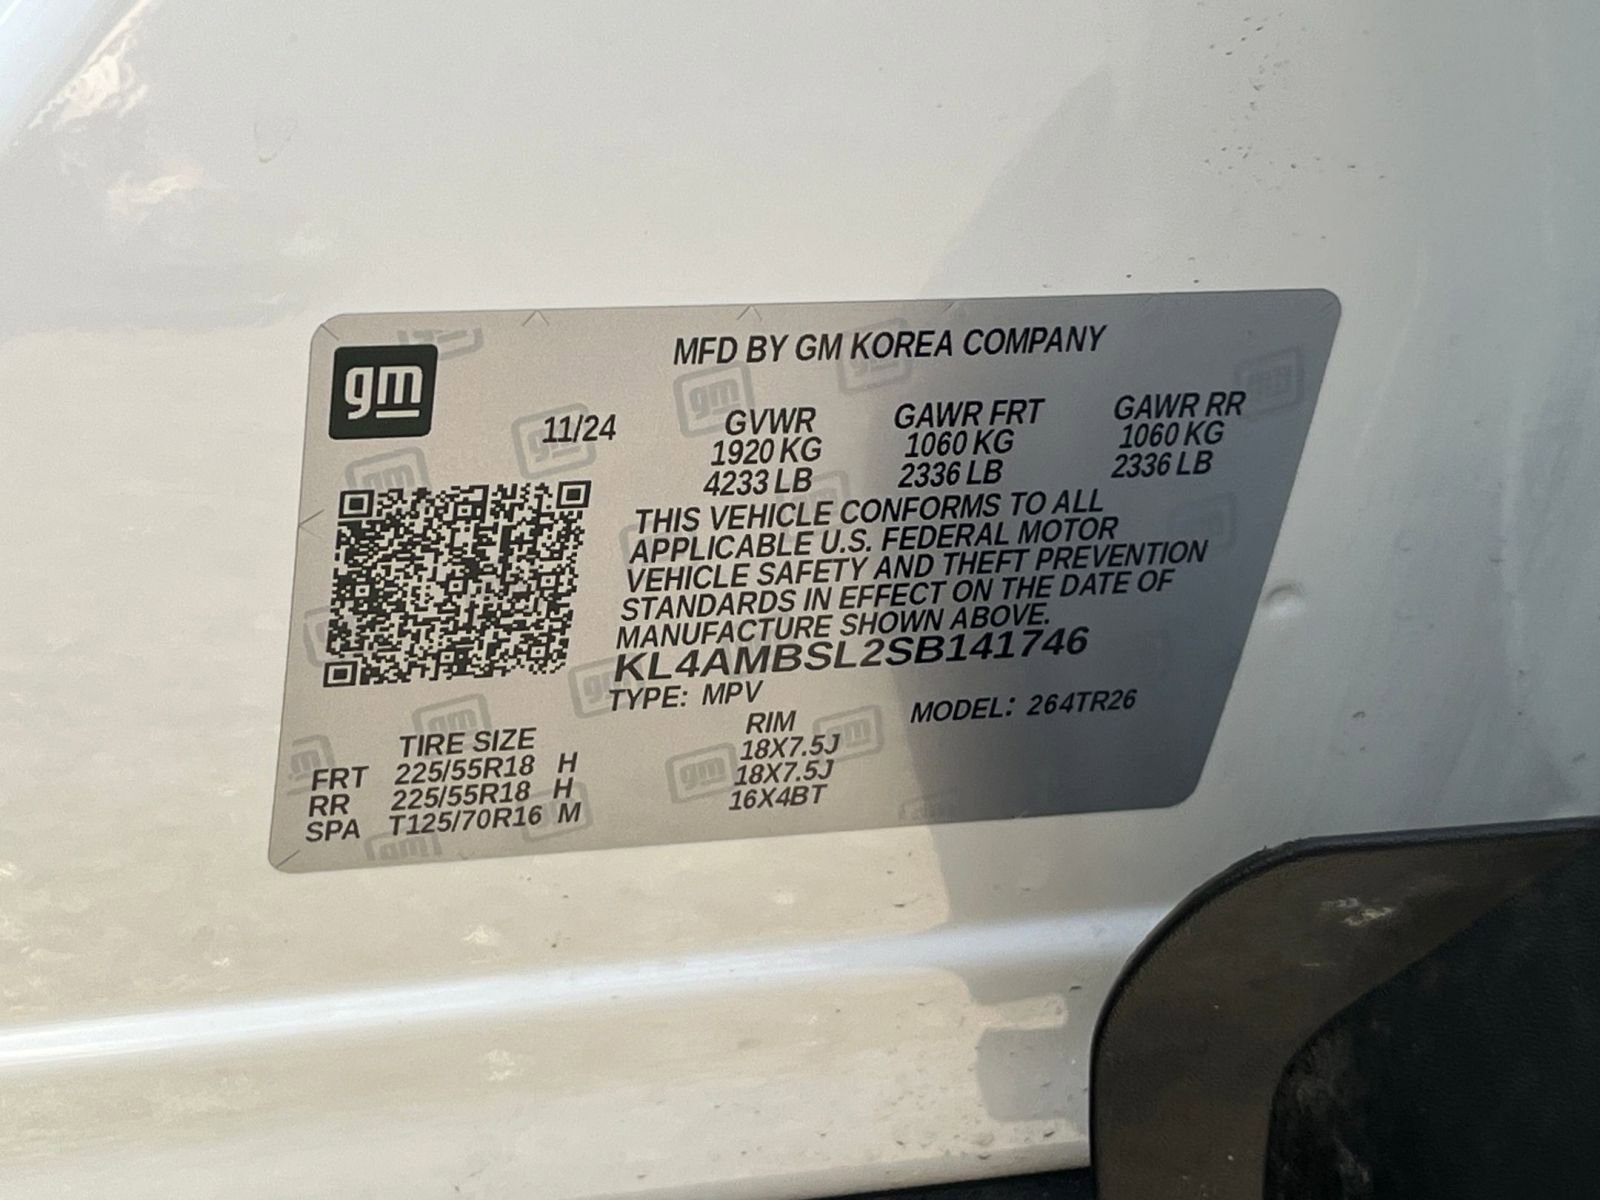 gm
MFD BY GM KOREA COMPANY
11/24
GVWR GAWR FRT GAWR RR
1920 KG 1060 KG 1060 KG
4233 LB 2336 LB 2336 LB
THIS VEHICLE CONFORMS TO ALL
APPLICABLE U.S. FEDERAL MOTOR
VEHICLE SAFETY AND THEFT PREVENTION
STANDARDS IN EFFECT ON THE DATE OF
MANUFACTURE SHOWN ABOVE.
KL4AMBSL2SB141746
TYPE: MPV MODEL: 264TR26
TIRE SIZE RIM
FRT 225/55R18 H 18X7.5J
RR 225/55R18 H 18X7.5J
SPA T125/70R16 M 16X4BT